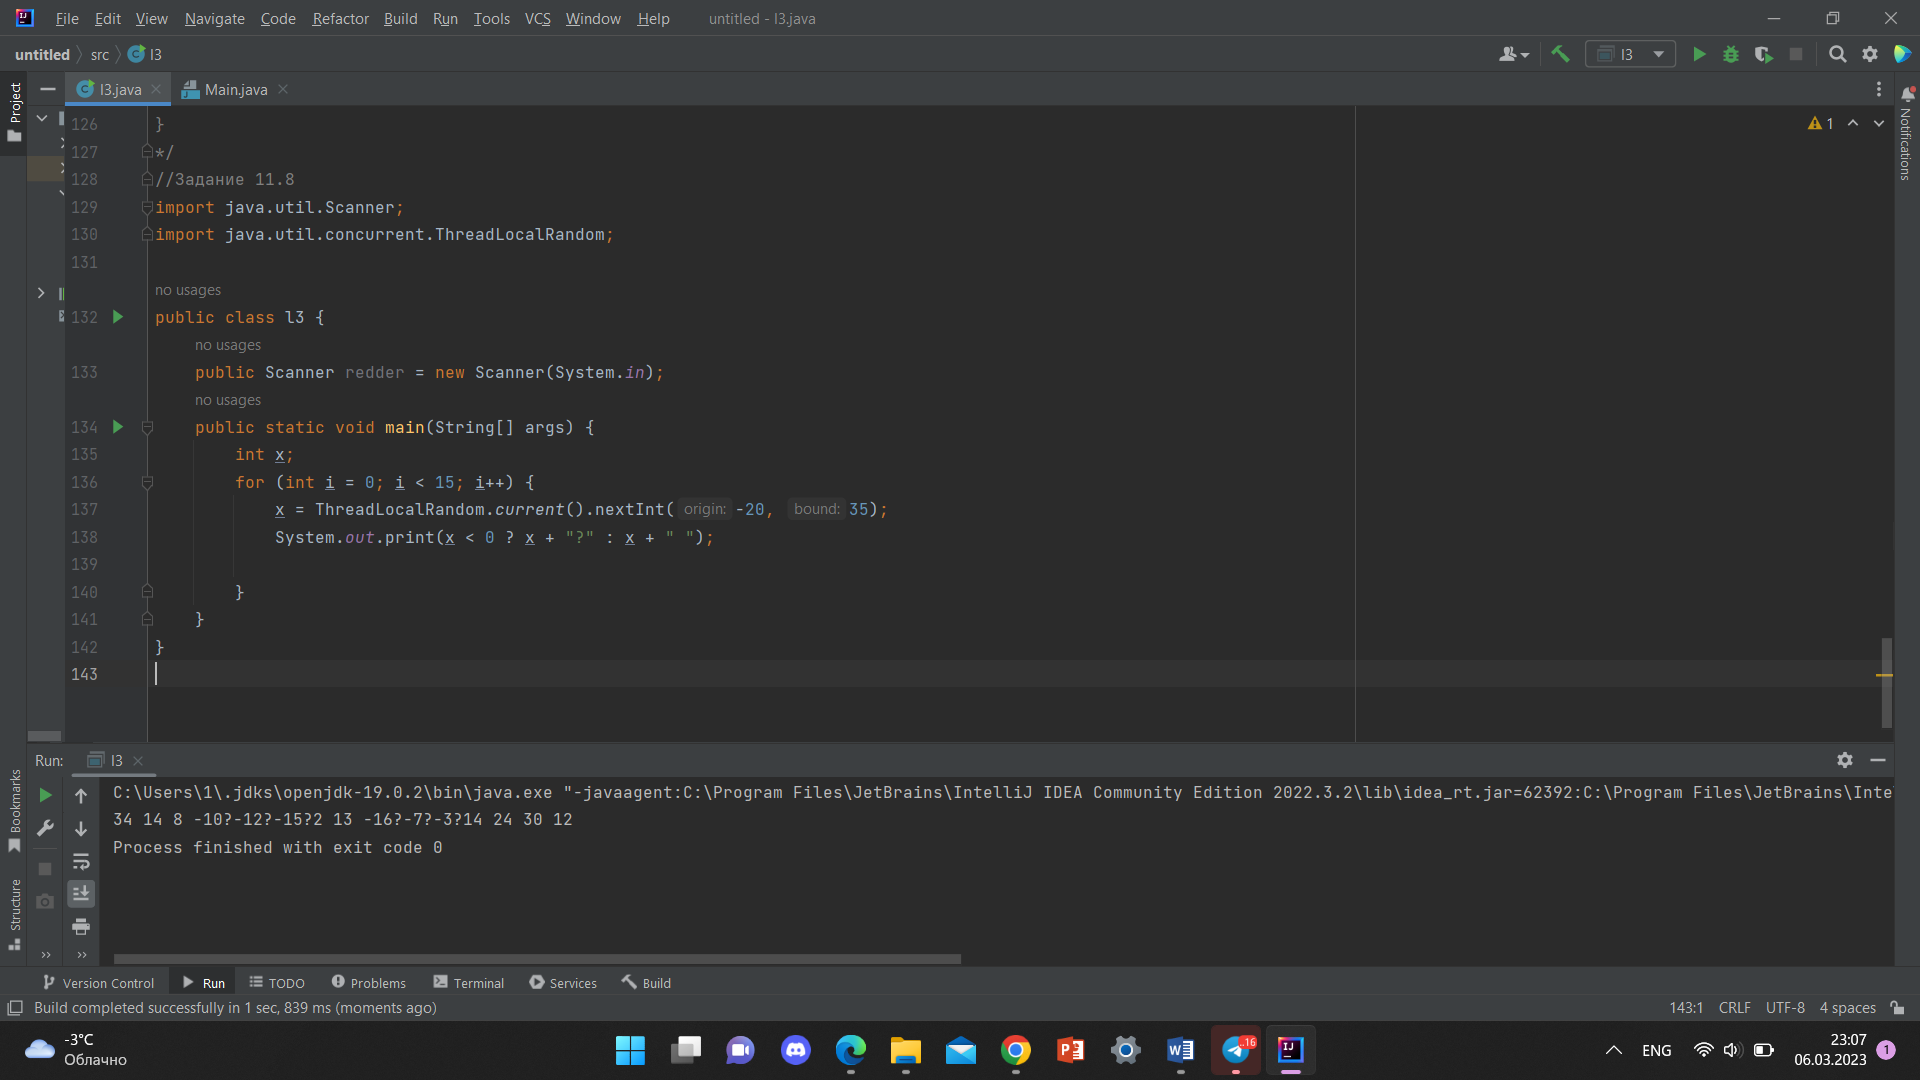 File Edit View Navigate Code Refactor Build Run Tools VCS Window Help untitled - l3.java
untitled src l3
l3
l3.java Main.java
Project
Notifications
126 }
1
127 */
128 //Задание 11.8
129 import java.util.Scanner;
130 import java.util.concurrent.ThreadLocalRandom;
131
no usages
132 public class l3 {
no usages
133 public Scanner redder = new Scanner(System.in);
no usages
134 public static void main(String[] args) {
135 int x;
136 for (int i = 0; i < 15; i++) {
137 x = ThreadLocalRandom.current().nextInt( origin: -20, bound: 35);
138 System.out.print(x < 0 ? x + "?" : x + " ");
139
140 }
141 }
142 }
143
Run: l3
C:\Users\1\.jdks\openjdk-19.0.2\bin\java.exe "-javaagent:C:\Program Files\JetBrains\IntelliJ IDEA Community Edition 2022.3.2\lib\idea_rt.jar=62392:C:\Program Files\JetBrains\Inte
34 14 8 -10?-12?-15?2 13 -16?-7?-3?14 24 30 12
Process finished with exit code 0
Bookmarks
Structure
Version Control Run TODO Problems Terminal Services Build
Build completed successfully in 1 sec, 839 ms (moments ago)
143:1 CRLF UTF-8 4 spaces
-3°C
Облачно
..16
ENG
23:07
06.03.2023
1